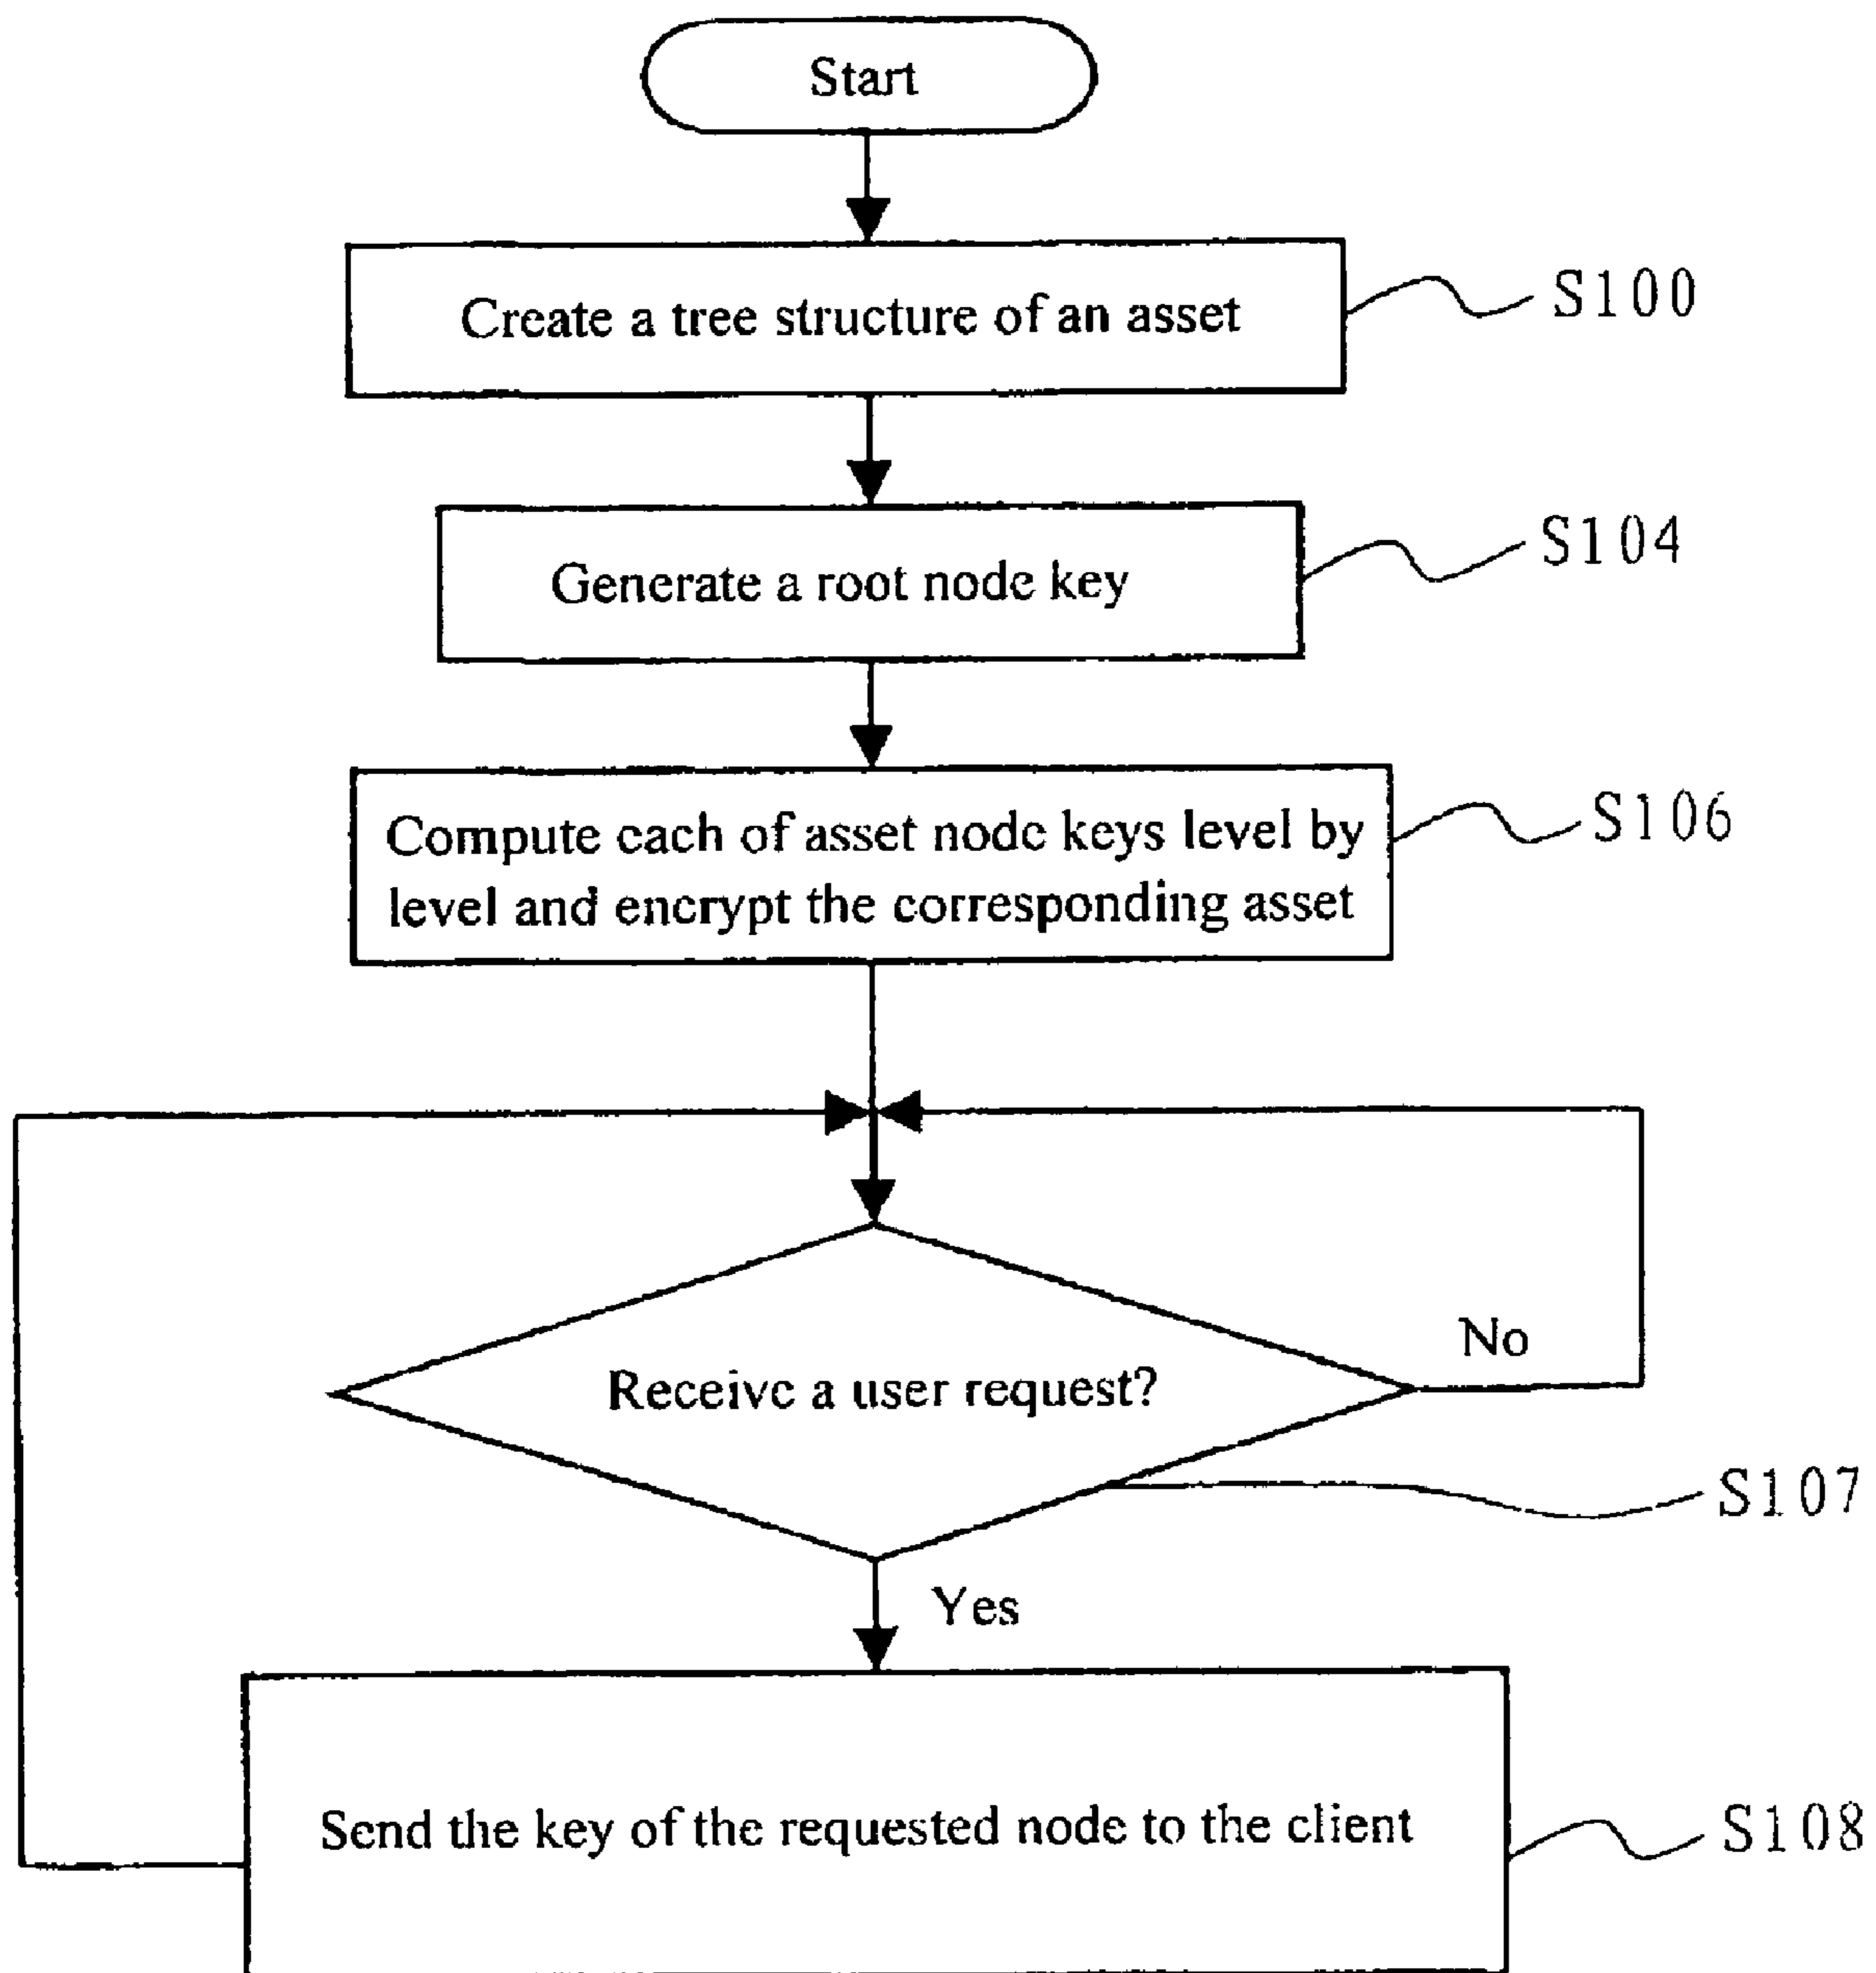 Start
Create a tree structure of an asset
S100
Generate a root node key
S104
Compute each of asset node keys level by
level and encrypt the corresponding asset
S106
No
Receive a user request?
S107
Yes
Send the key of the requested node to the client
S108